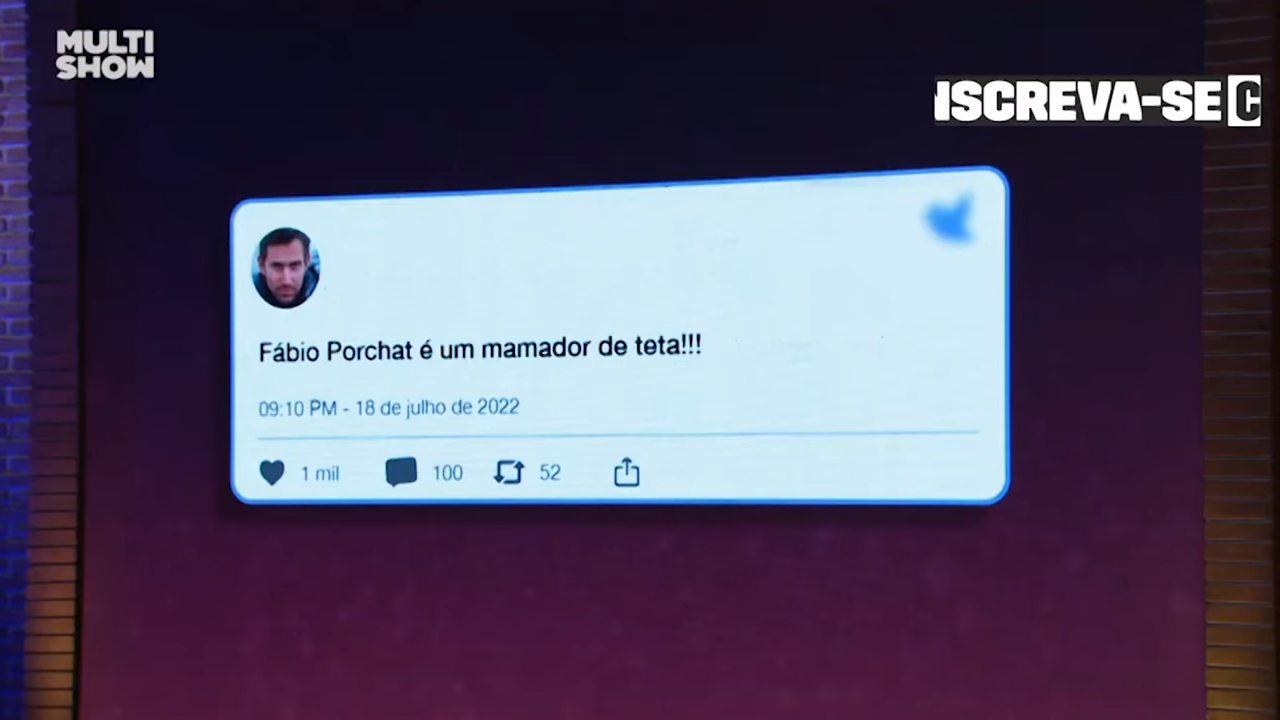 MULTI
SHOW
NSCREVA-SE C
Fábio Porchat é um mamador de teta!!!
09:10 PM - 18 de julho de 2022
1 mil 100 52